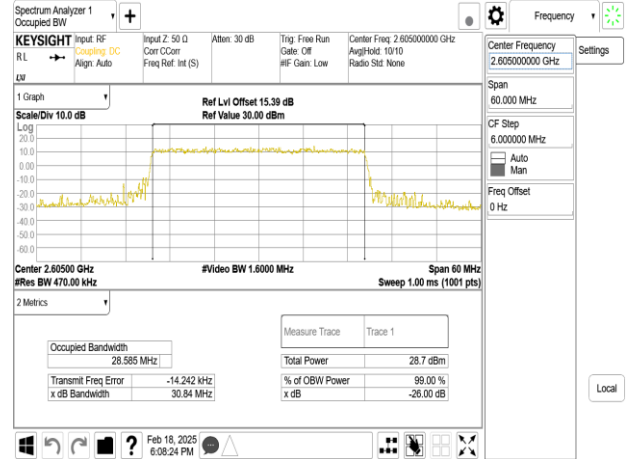 Spectrum Analyzer 1
Occupied BW
Frequency
KEYSIGHT
RL
LXI
Input: RF
Coupling: DC
Align: Auto
Input Z: 50 Ω
Corr CCorr
Freq Ref: Int (S)
Atten: 30 dB
Trig: Free Run
Gate: Off
#IF Gain: Low
Center Freq: 2.605000000 GHz
Avg|Hold: 10/10
Radio Std: None
Center Frequency
2.605000000 GHz
Settings
Span
60.000 MHz
CF Step
6.000000 MHz
Auto
Man
Freq Offset
0 Hz
Local
1 Graph
Scale/Div 10.0 dB
Ref Lvl Offset 15.39 dB
Ref Value 30.00 dBm
Log
20.0
10.0
0.00
-10.0
-20.0
-30.0
-40.0
-50.0
-60.0
Center 2.60500 GHz
#Video BW 1.6000 MHz
Span 60 MHz
#Res BW 470.00 kHz
Sweep 1.00 ms (1001 pts)
2 Metrics
Measure Trace
Trace 1
Occupied Bandwidth
28.585 MHz
Total Power
28.7 dBm
Transmit Freq Error
-14.242 kHz
% of OBW Power
99.00 %
x dB Bandwidth
30.84 MHz
x dB
-26.00 dB
?
Feb 18, 2025
6:08:24 PM